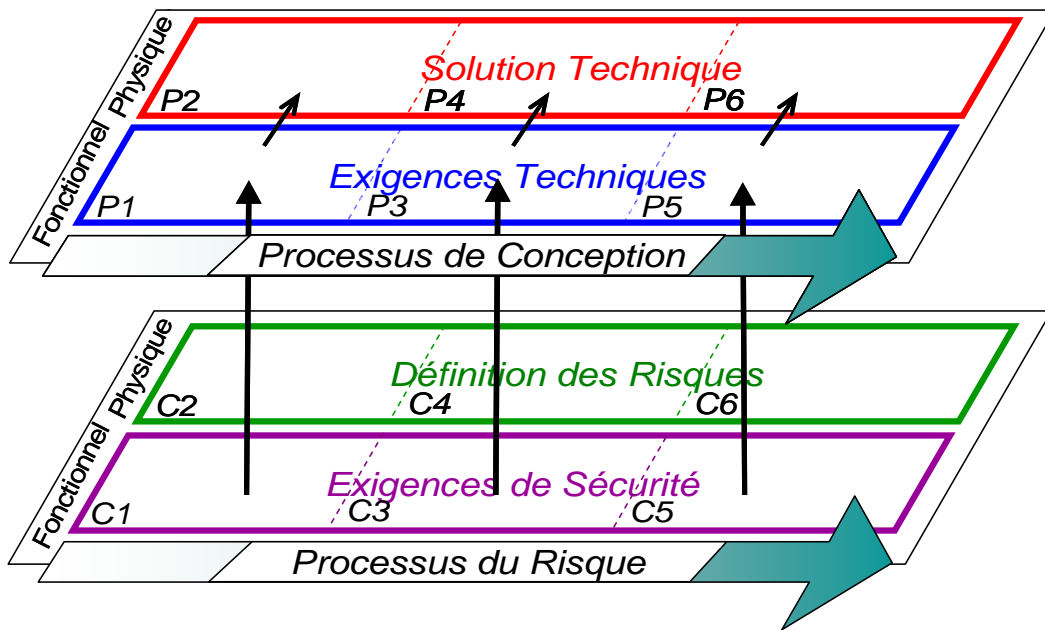 Physique
Solution Technique
P2
P4
P6
Fonctionnel
Exigences Techniques
P1
P3
P5
Processus de Conception
Physique
Définition des Risques
C2
C4
C6
Fonctionnel
Exigences de Sécurité
C1
C3
C5
Processus du Risque